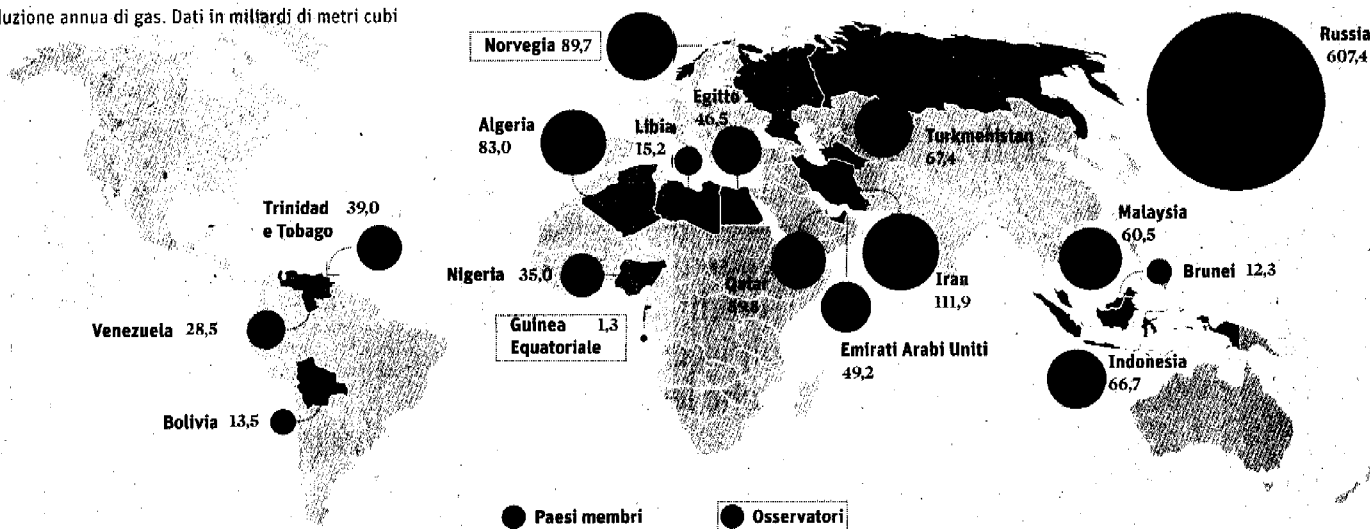 duzione annua di gas. Dati in miliardi di metri cubi
Norvegia 89,7
Russia
607,4
Egitto
46,5
Algeria
83,0
Libia
15,2
Turkmenistan
67,4
Trinidad
e Tobago
39,0
Malaysia
60,5
Nigeria 35,0
Qatar
Iran
111,9
Brunei 12,3
Venezuela 28,5
Guinea
Equatoriale
1,3
Emirati Arabi Uniti
49,2
Indonesia
66,7
Bolivia 13,5
Paesi membri
Osservatori